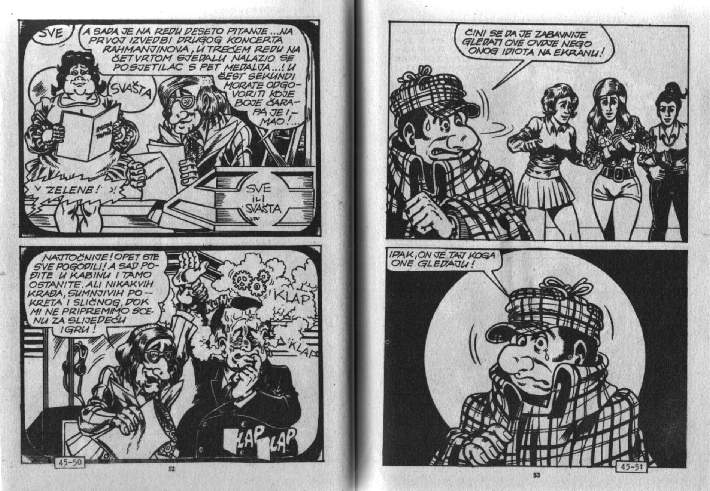 SVE
A SADA JE NA REDU DESETO PITANJE...NA
PRVOJ IZVEDBI DRUGOG KONCERTA
RAHMANJINOVA, U TREĆEM REDU NA
ČETVRTOM SJEDALU NALAZIO SE
POSJETILAC S PET MEDALJA...! U
ŠEST SEKUNDI
MORATE ODGO-
VORITI KOJE
BOJE ČARA-
PA JE I-
MAO!...
SVAŠTA
ZELENE!
SVE
ILI
SVAŠTA
NAJTOČNIJE! OPET STE
SVE POGODILI! A SAD PO-
ĐITE U KABINU I TAMO
OSTANITE. ALI NIKAKVIH
KRAĐA, SUMNJIVIH PO-
KRETA I SLIČNOG, DOK
MI NE PRIPREMIMO SCE-
NU ZA SLIJEDEĆU
IGRU!
KLAP
KLAP
KLAP
KLAP
KLAP
45-50
52
ČINI SE DA JE ZABAVNIJE
GLEDATI ONE OVDJE NEGO
ONOG IDIOTA NA EKRANU!
IPAK, ON JE TAJ KOGA
ONE GLEDAJU!
45-51
53